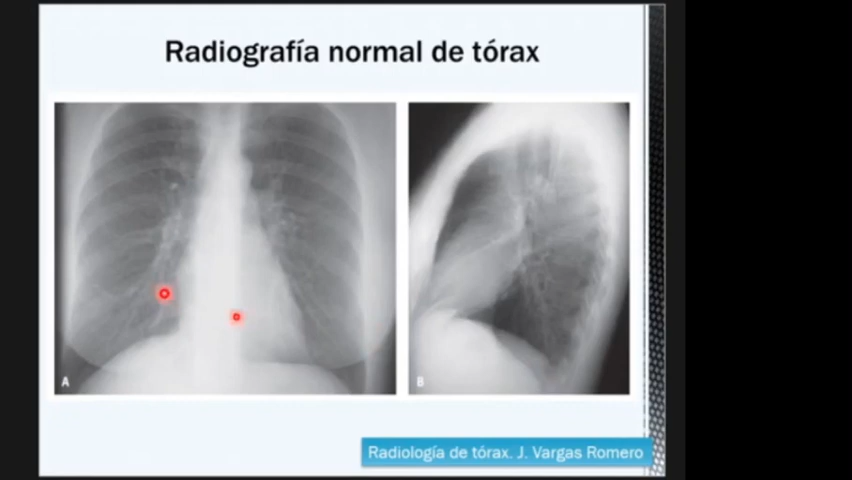 Radiografía normal de tórax
A
B
Radiología de tórax. J. Vargas Romero